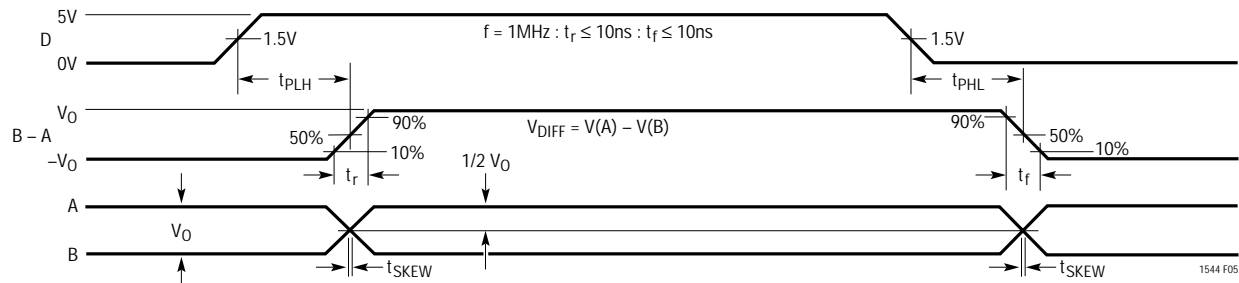 5V
D
1.5V
f = 1MHz : tr ≤ 10ns : tf ≤ 10ns
1.5V
0V
tPLH
tPHL
VO
B – A
50%
90%
VDIFF = V(A) – V(B)
90%
50%
–VO
10%
10%
tr
1/2 VO
tf
A
VO
B
tSKEW
tSKEW
1544 F05